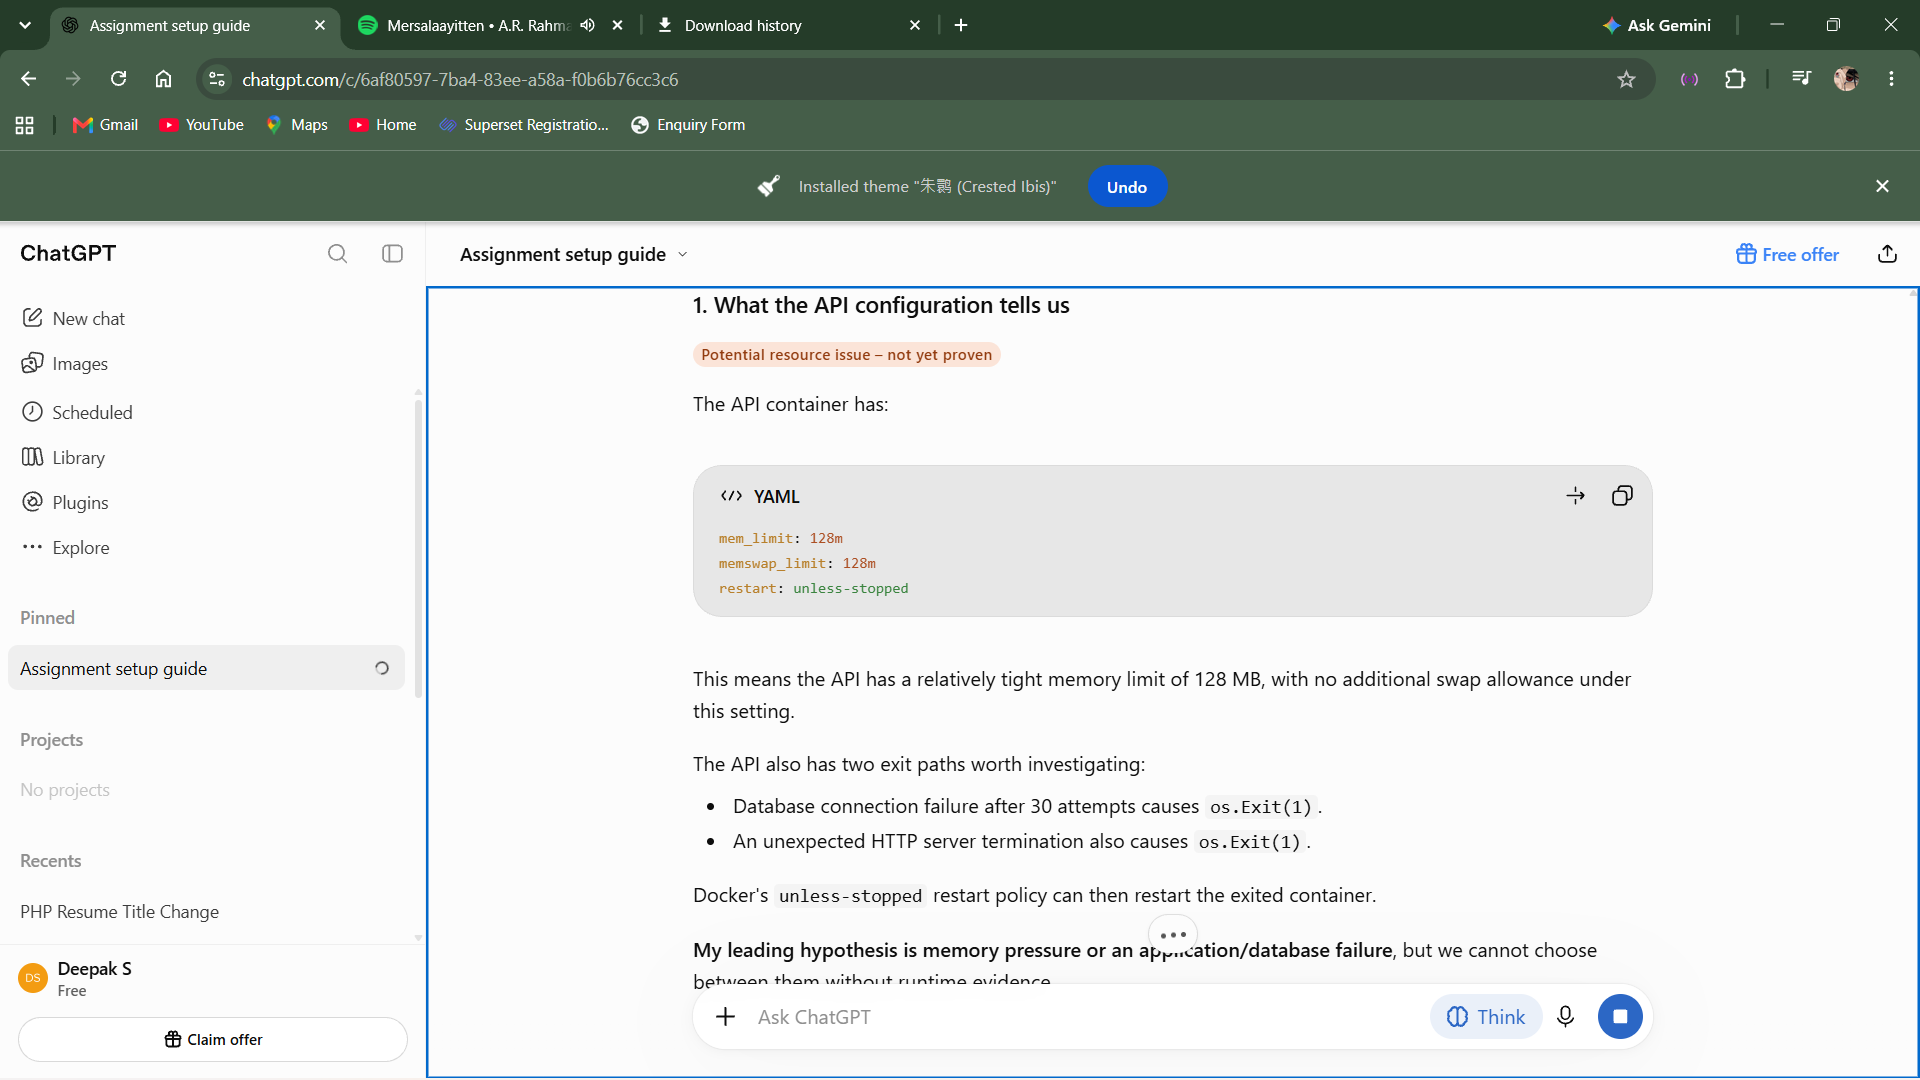 Assignment setup guide
Mersalaayitten • A.R. Rahma
Download history
Ask Gemini
chatgpt.com/c/6af80597-7ba4-83ee-a58a-f0b6b76cc3c6
Gmail
YouTube
Maps
Home
Superset Registratio...
Enquiry Form
Installed theme "朱鹮 (Crested Ibis)"
Undo
ChatGPT
Assignment setup guide
Free offer
New chat
Images
Scheduled
Library
Plugins
Explore
Pinned
Assignment setup guide
Projects
No projects
Recents
PHP Resume Title Change
DS
Deepak S
Free
Claim offer
1. What the API configuration tells us
Potential resource issue – not yet proven
The API container has:
YAML
mem_limit: 128m
memswap_limit: 128m
restart: unless-stopped
This means the API has a relatively tight memory limit of 128 MB, with no additional swap allowance under
this setting.
The API also has two exit paths worth investigating:
• Database connection failure after 30 attempts causes os.Exit(1).
• An unexpected HTTP server termination also causes os.Exit(1).
Docker's unless-stopped restart policy can then restart the exited container.
My leading hypothesis is memory pressure or an application/database failure, but we cannot choose
between them without runtime evidence
Ask ChatGPT
Think